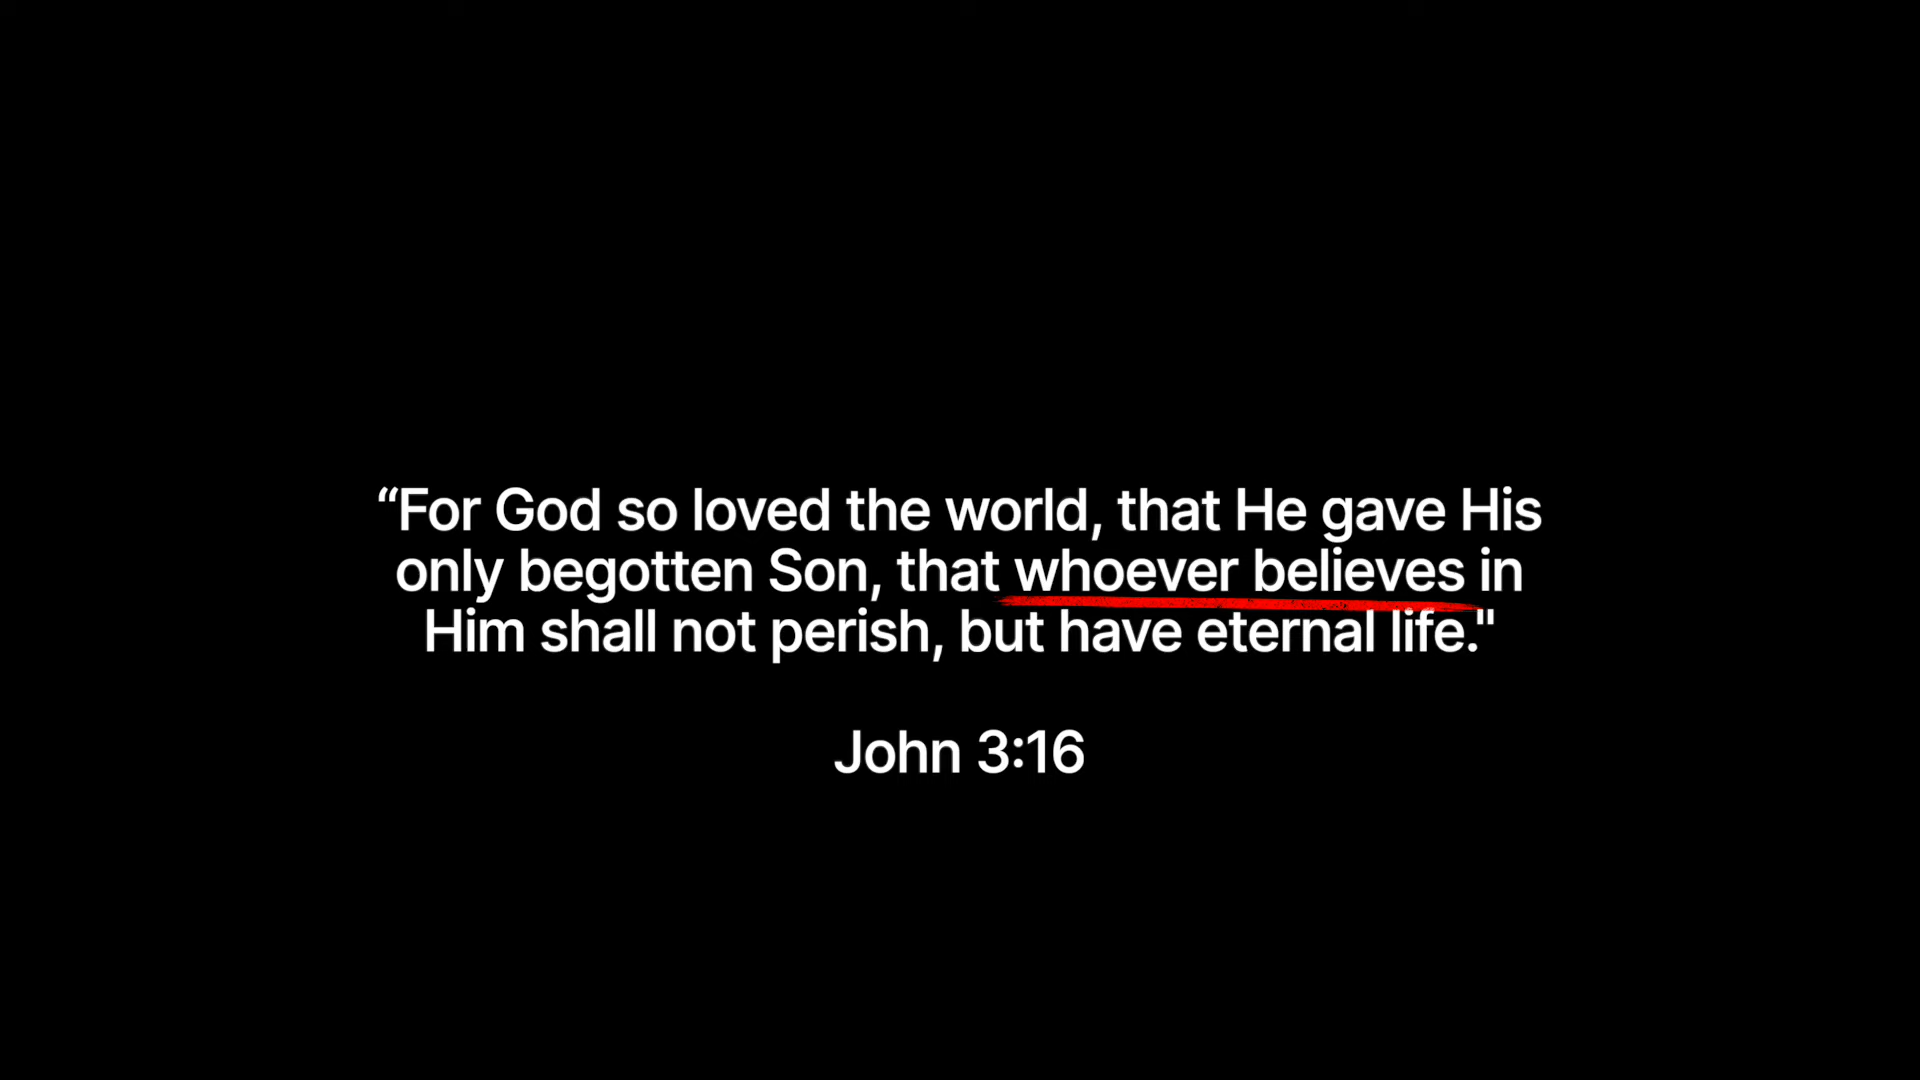 “For God so loved the world, that He gave His
only begotten Son, that whoever believes in
Him shall not perish, but have eternal life."
John 3:16